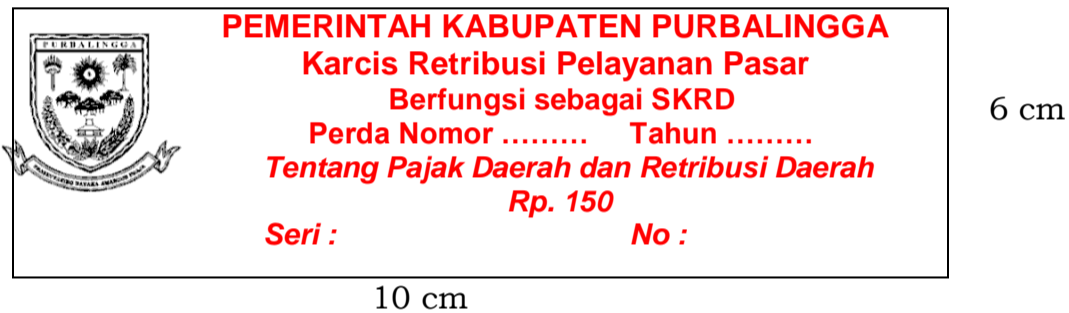 PEMERINTAH KABUPATEN PURBALINGGA
Karcis Retribusi Pelayanan Pasar
Berfungsi sebagai SKRD
Perda Nomor ......... Tahun .........
Tentang Pajak Daerah dan Retribusi Daerah
Rp. 150
Seri : No :
PURBALINGGA
6 cm
10 cm